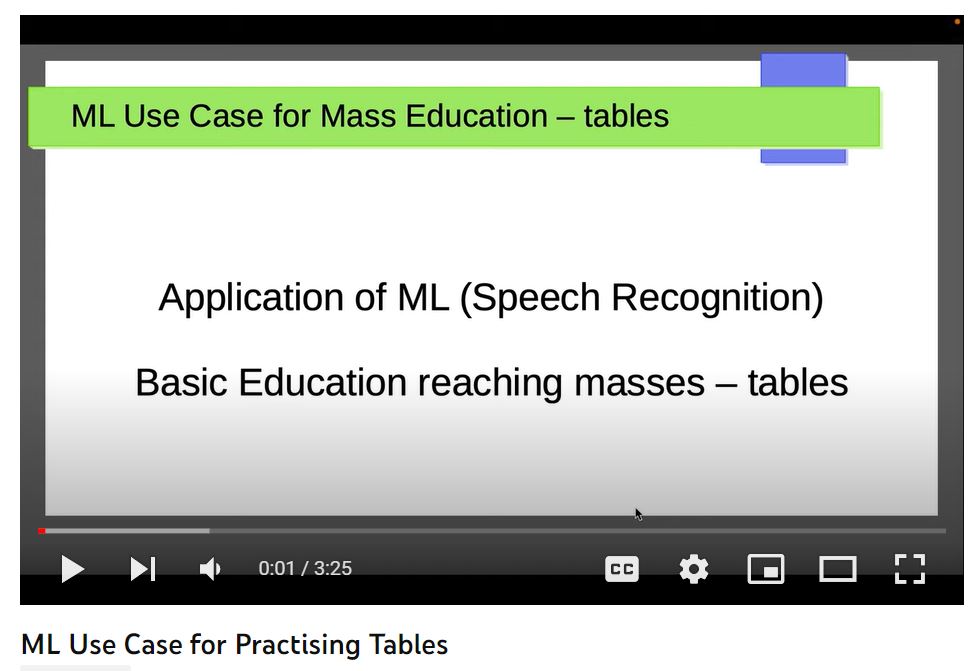 ML Use Case for Mass Education – tables
Application of ML (Speech Recognition)
Basic Education reaching masses – tables
0:01 / 3:25
CC
ML Use Case for Practising Tables